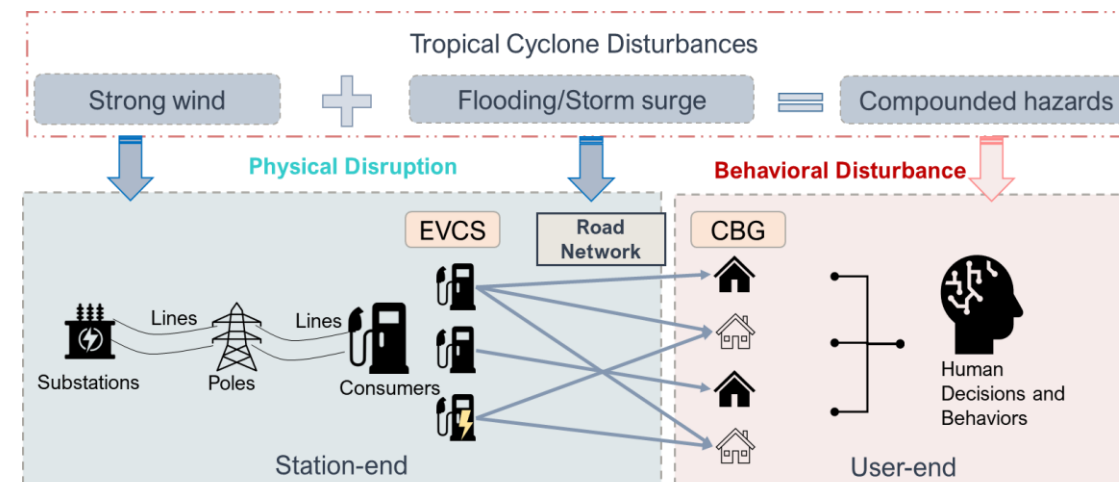 Tropical Cyclone Disturbances
Strong wind
Flooding/Storm surge
Compounded hazards
Physical Disruption
Behavioral Disturbance
EVCS
Road
Network
CBG
Lines
Lines
Substations
Poles
Consumers
Human
Decisions and
Behaviors
Station-end
User-end